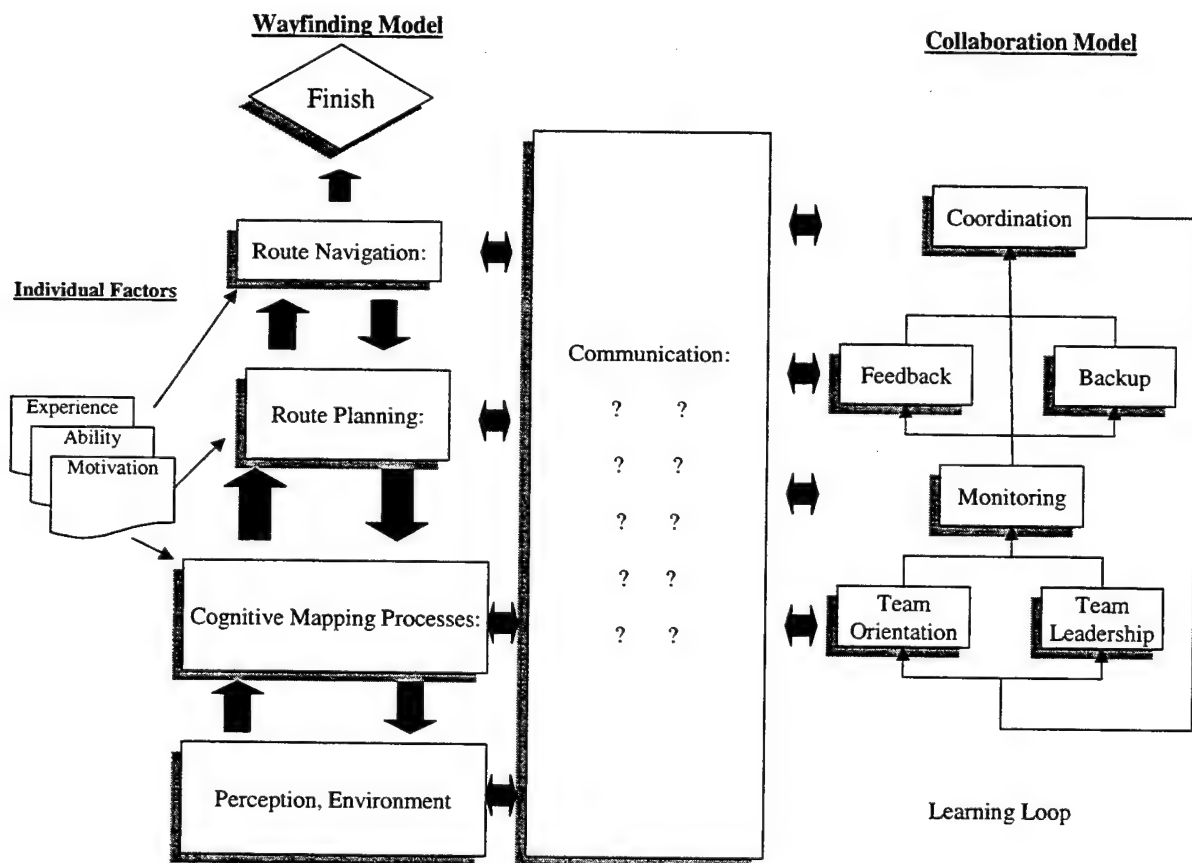 Wayfinding Model
Collaboration Model
Finish
Coordination
Route Navigation:
Individual Factors
Communication:
Feedback
Backup
Experience
Ability
Motivation
Route Planning:
? ?
? ?
? ?
? ?
? ?
Monitoring
Cognitive Mapping Processes:
Team
Orientation
Team
Leadership
Perception, Environment
Learning Loop